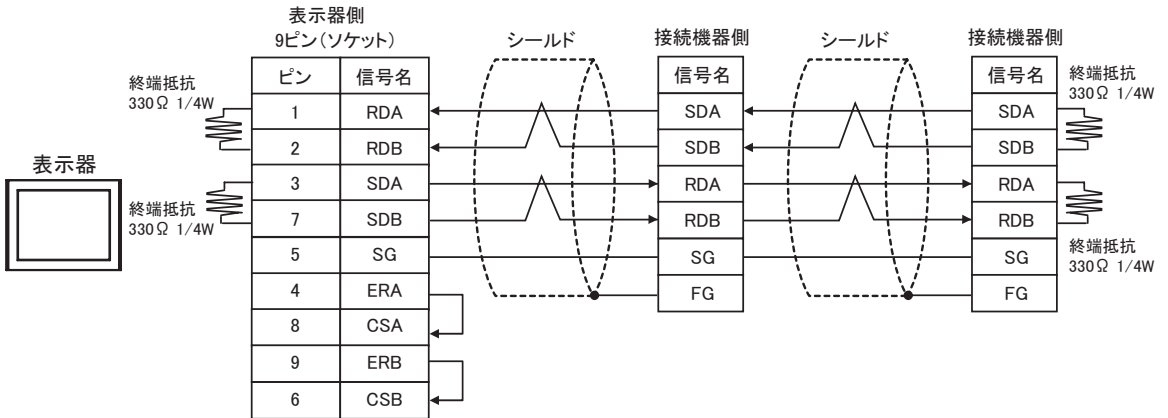 表示器側
9ピン(ソケット)
シールド
接続機器側
シールド
接続機器側
終端抵抗
330Ω 1/4W
ピン 信号名
1 RDA
2 RDB
3 SDA
7 SDB
5 SG
4 ERA
8 CSA
9 ERB
6 CSB
表示器
終端抵抗
330Ω 1/4W
信号名
SDA
SDB
RDA
RDB
SG
FG
信号名
SDA
SDB
RDA
RDB
SG
FG
終端抵抗
330Ω 1/4W
終端抵抗
330Ω 1/4W